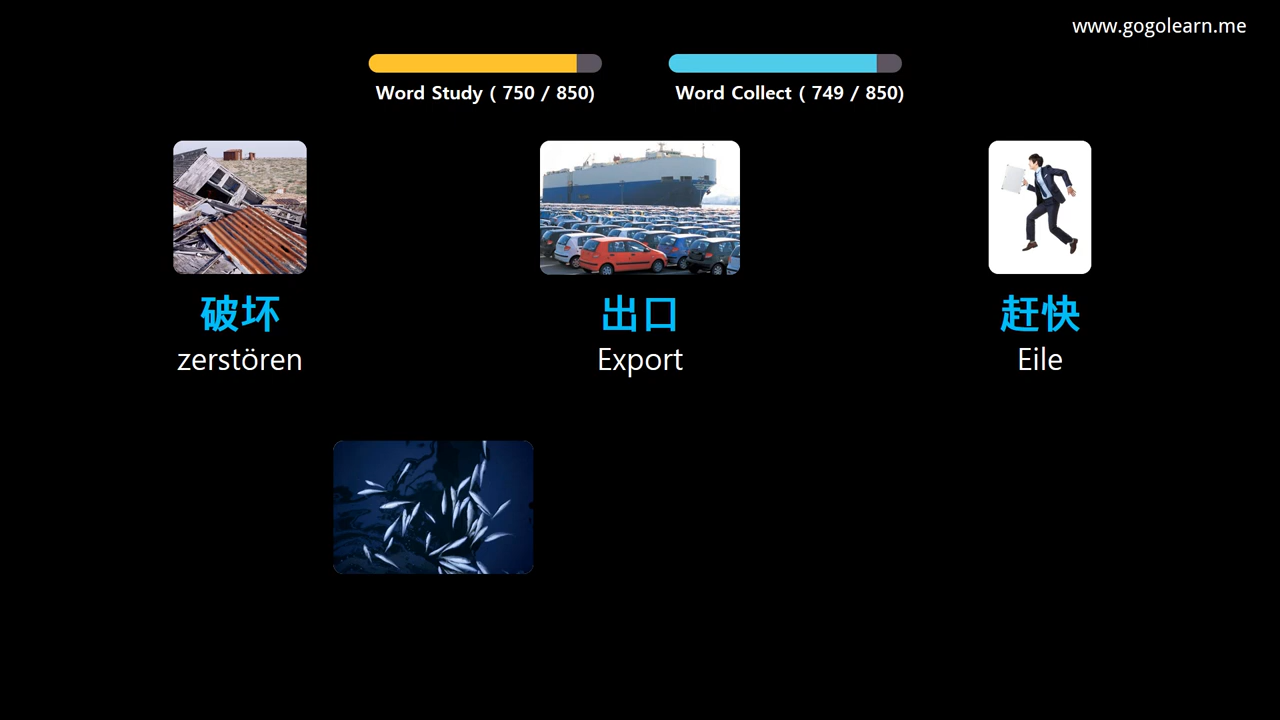 www.gogolearn.me
Word Study ( 750 / 850)
Word Collect ( 749 / 850)
破坏
出口
赶快
zerstören
Export
Eile